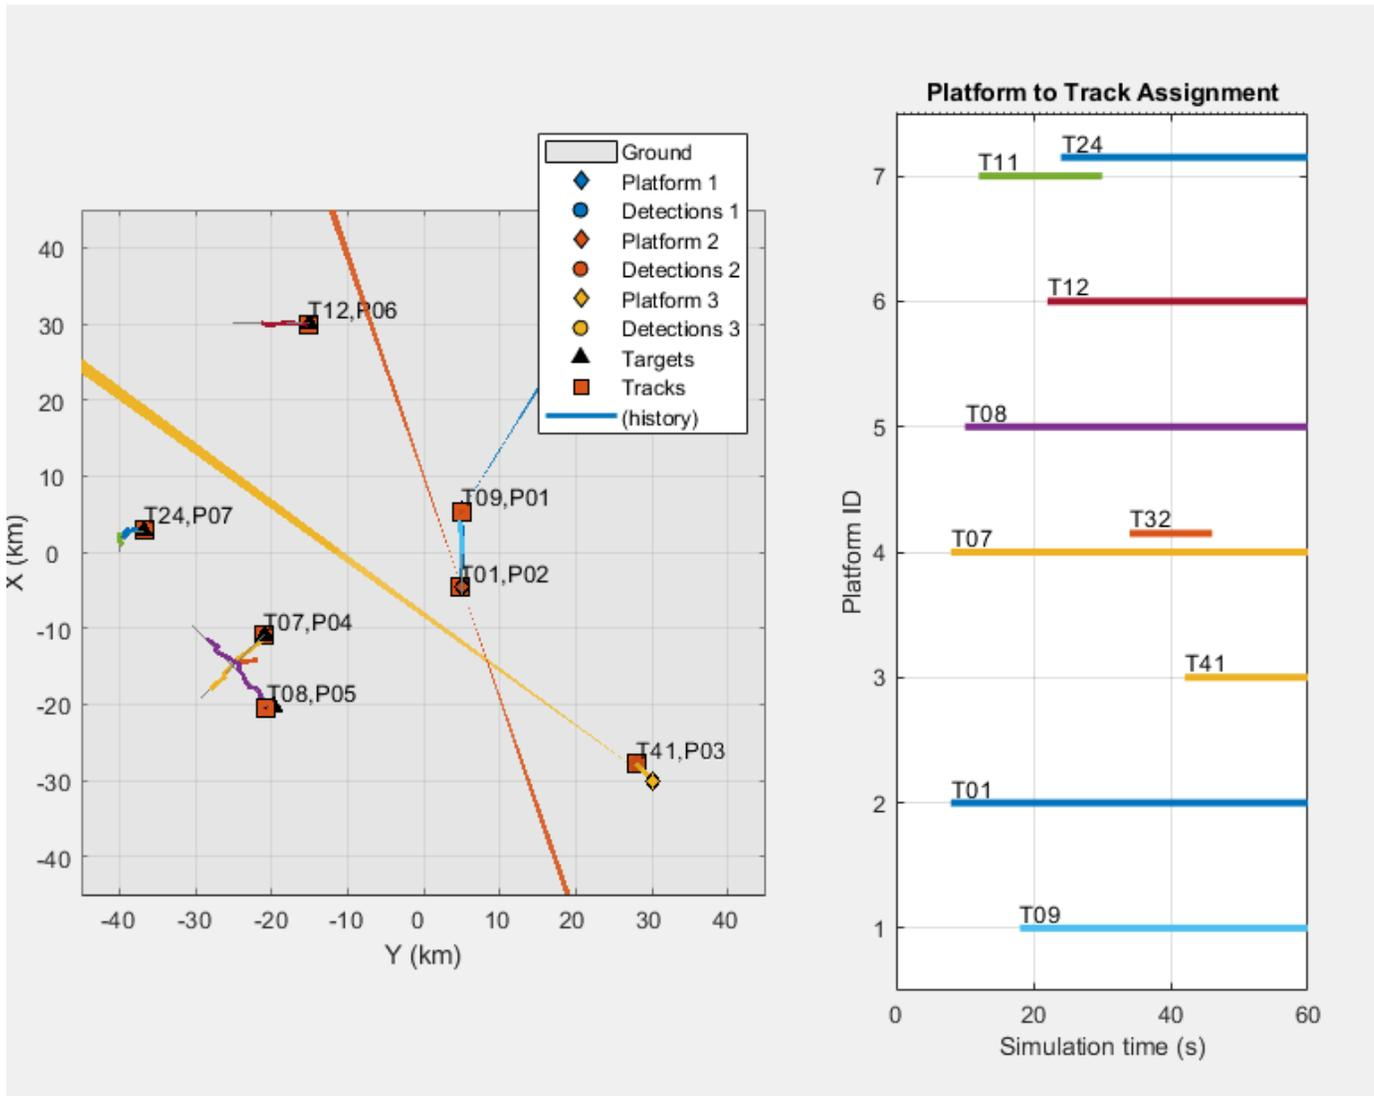 Ground
Platform 1
Detections 1
Platform 2
Detections 2
Platform 3
Detections 3
Targets
Tracks
(history)
40
30
20
10
0
-10
-20
-30
-40
X (km)
T12,P06
T09,P01
T24,P07
T01,P02
T07,P04
T08,P05
T41,P03
-40
-30
-20
-10
0
10
20
30
40
Y (km)
Platform to Track Assignment
T24
T11
7
T12
6
T08
5
T32
T07
4
T41
3
T01
2
T09
1
Platform ID
0
20
40
60
Simulation time (s)